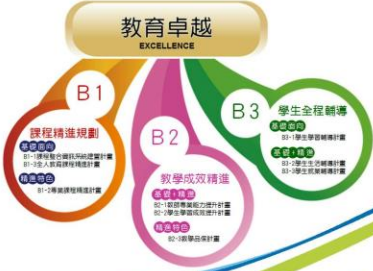 教育卓越
EXCELLENCE
B1
課程精進規劃
基礎面向
B1-1課程整合資訊系統建置計畫
B1-3全人教育課程精進計畫
精進特色
B1-2專業課程精進計畫
B2
教學成效精進
基礎+精進
B2-1教師專業能力提升計畫
B2-2學生學習成效提升計畫
精進特色
B2-3教學品保計畫
B3
學生全程輔導
基礎面向
B3-1學生學習輔導計畫
基礎+精進
B3-2學生生活輔導計畫
B3-3學生就業輔導計畫